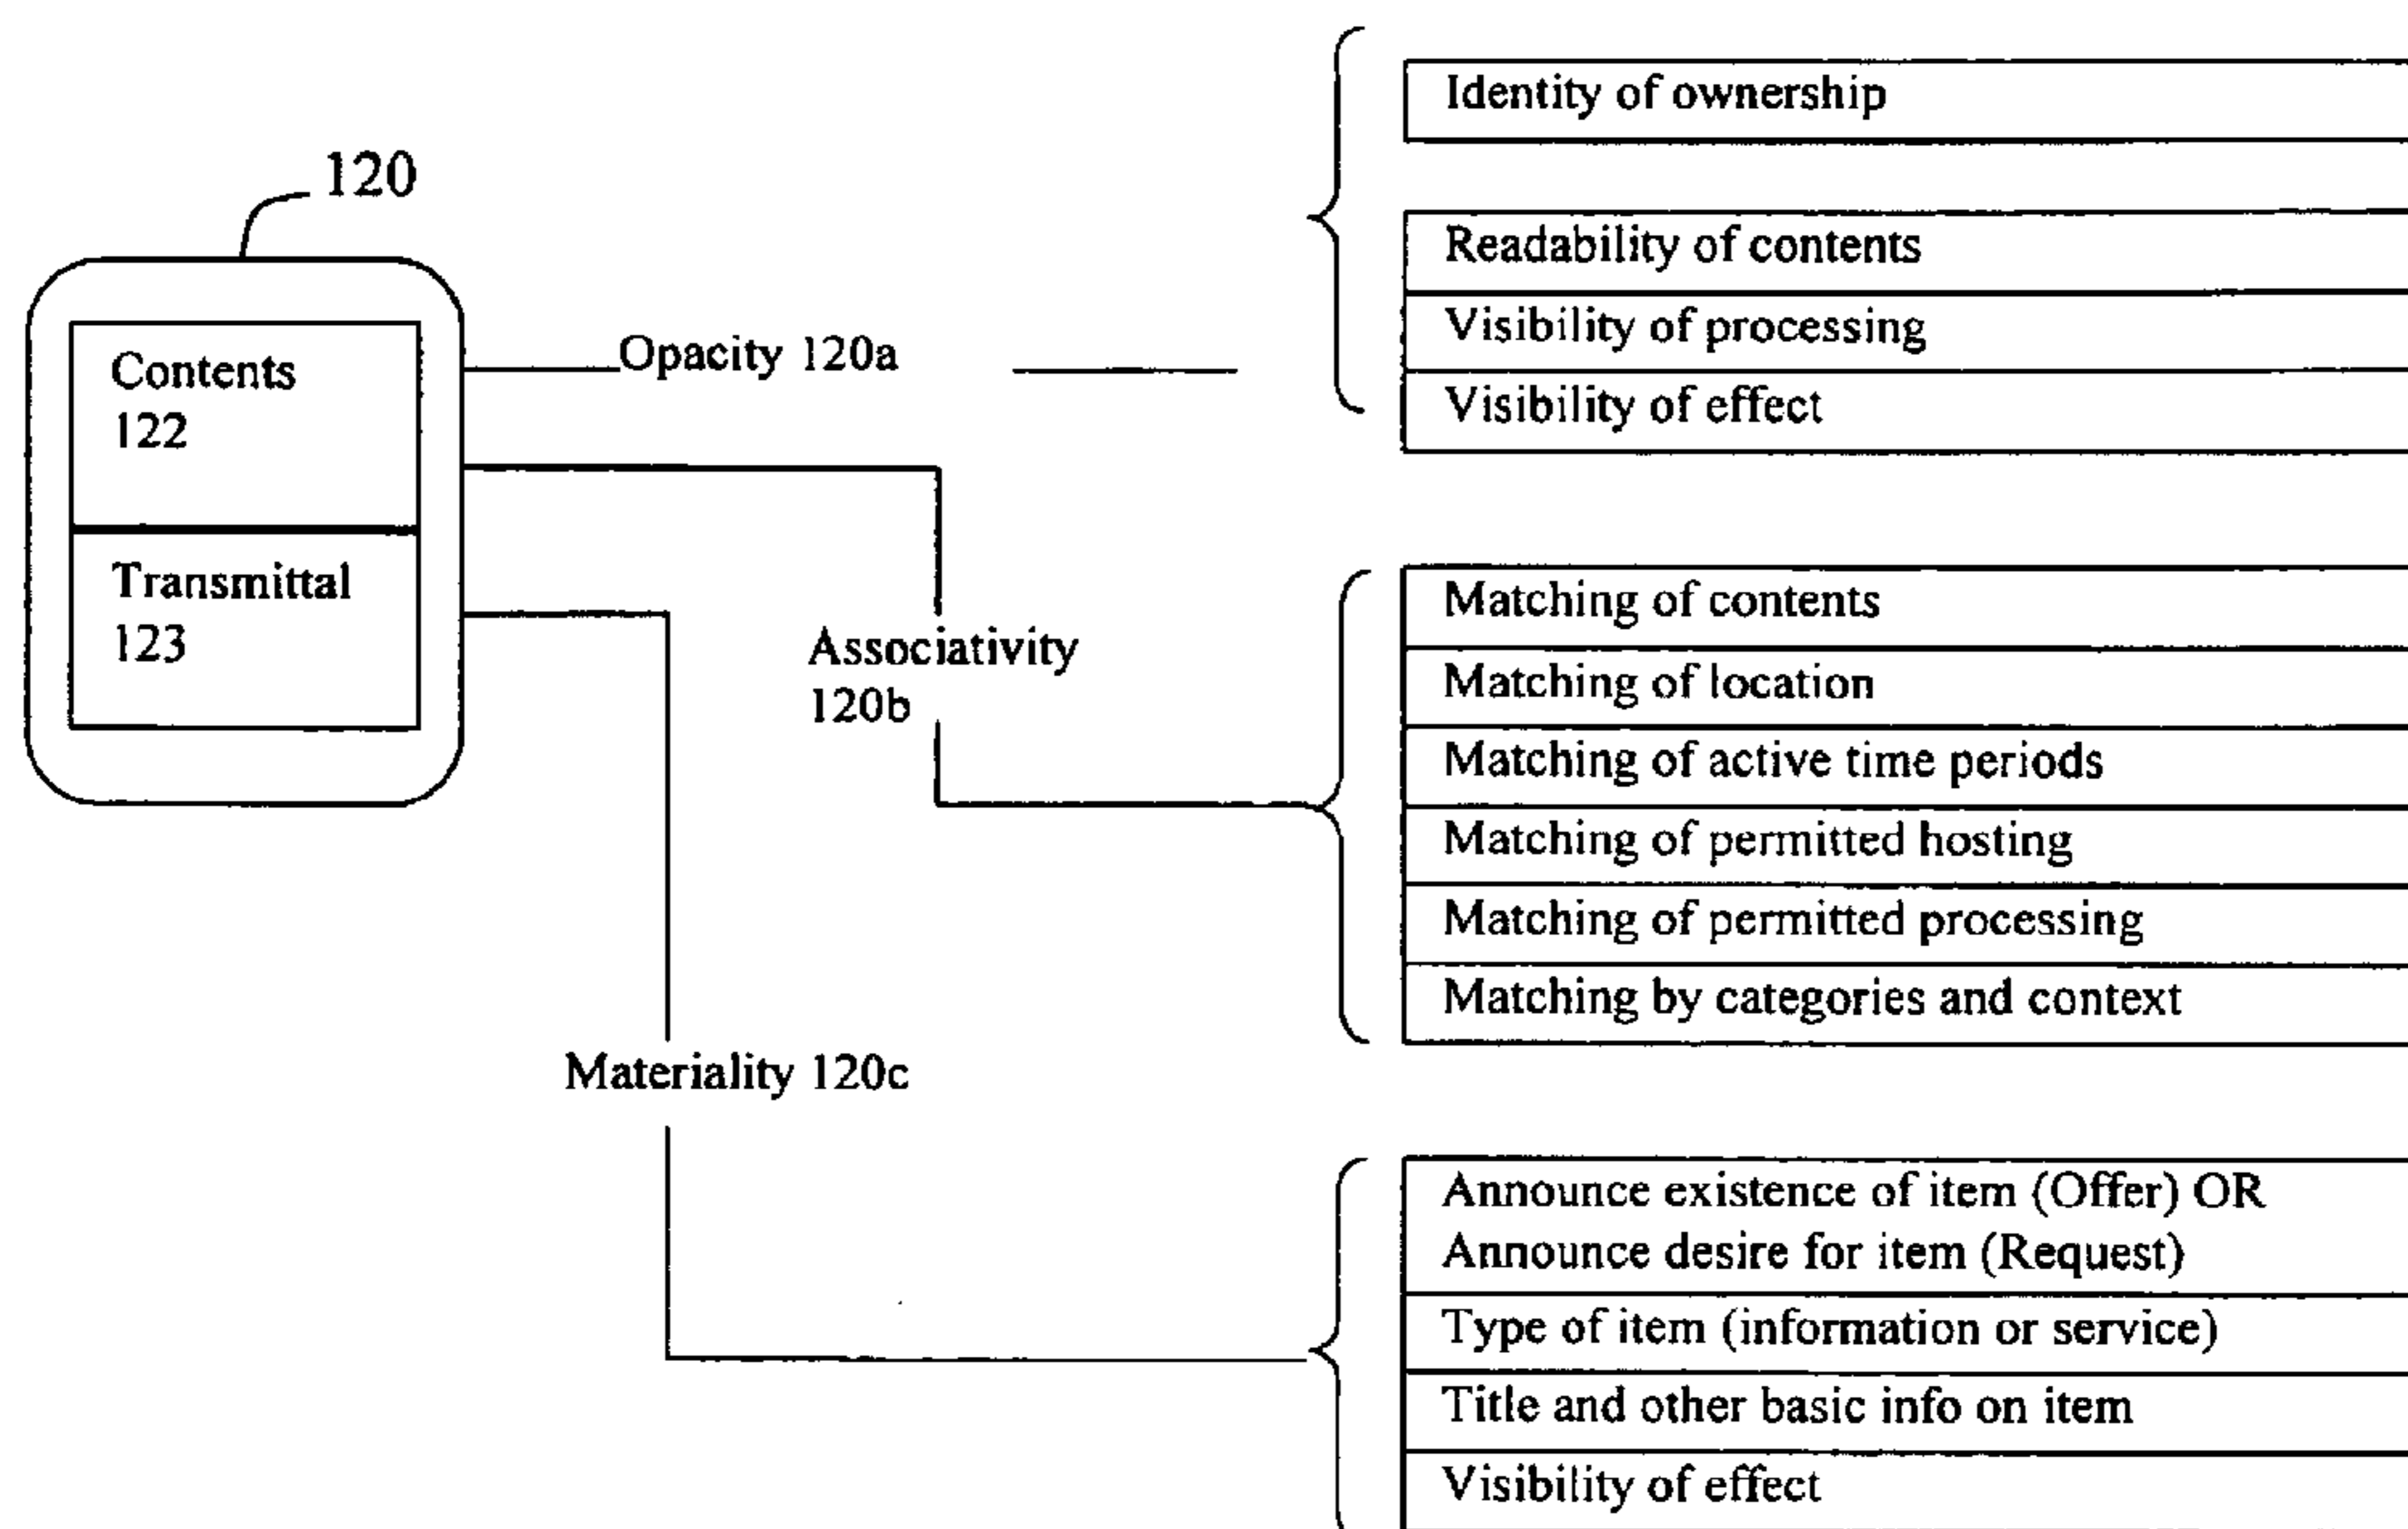 120
Contents
122
Transmittal
123
Opacity 120a
Associativity
120b
Materiality 120c
Identity of ownership
Readability of contents
Visibility of processing
Visibility of effect
Matching of contents
Matching of location
Matching of active time periods
Matching of permitted hosting
Matching of permitted processing
Matching by categories and context
Announce existence of item (Offer) OR
Announce desire for item (Request)
Type of item (information or service)
Title and other basic info on item
Visibility of effect